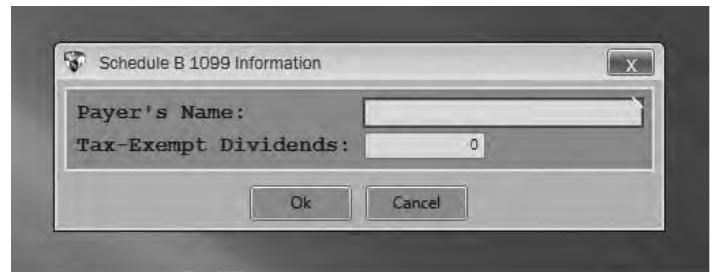 Schedule B 1099 Information
X
Payer's Name:
Tax-Exempt Dividends: 0
Ok Cancel